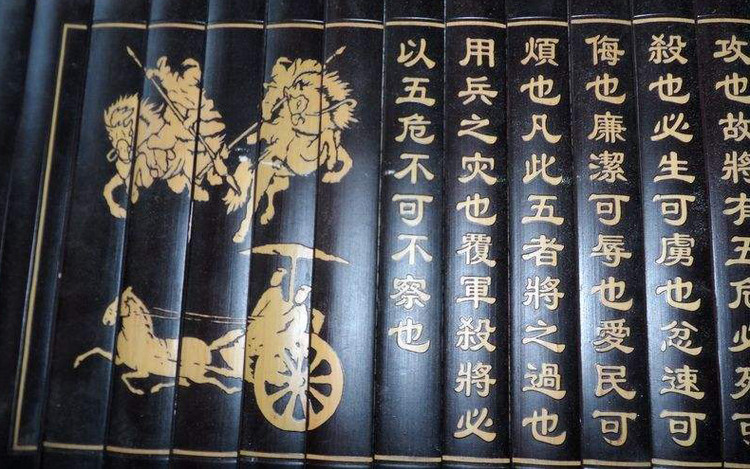 攻也故將有五危必死可
殺也必生可虜也忿速可
侮也廉潔可辱也愛民可
煩也凡此五者將之過也
用兵之灾也覆軍殺將必
以五危不可不察也